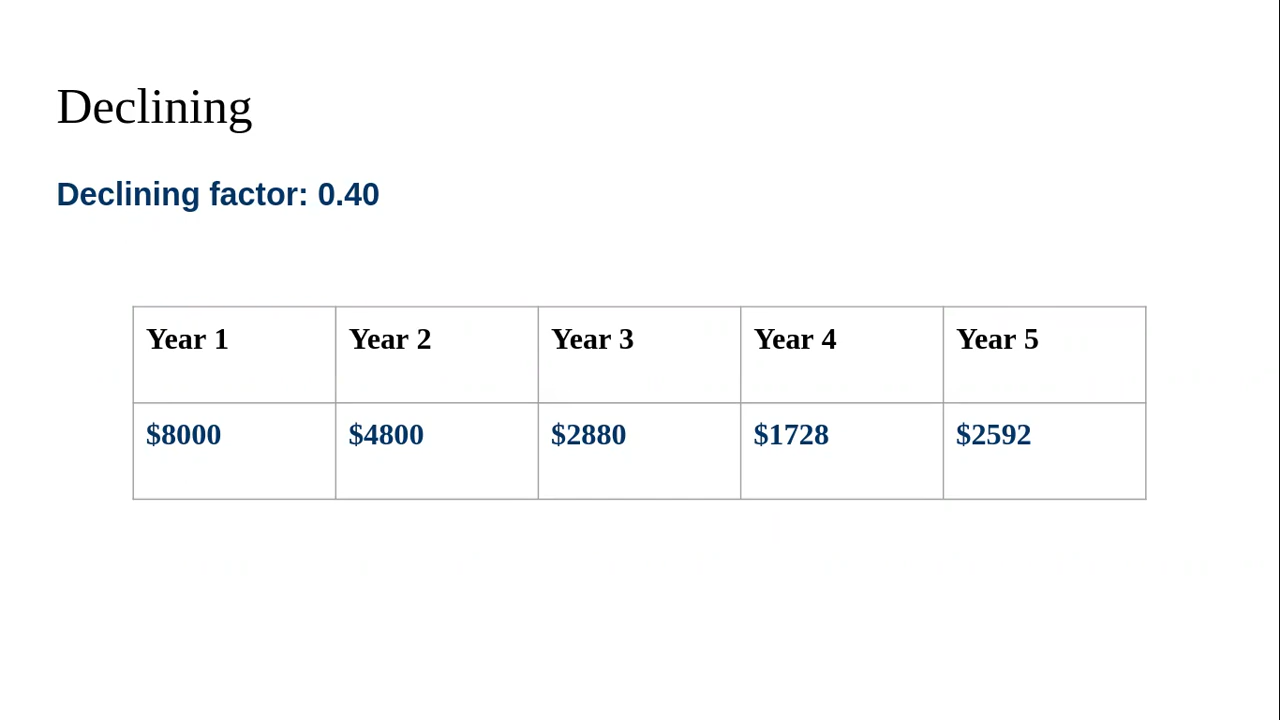 Declining
Declining factor: 0.40
Year 1 Year 2 Year 3 Year 4 Year 5
$8000 $4800 $2880 $1728 $2592